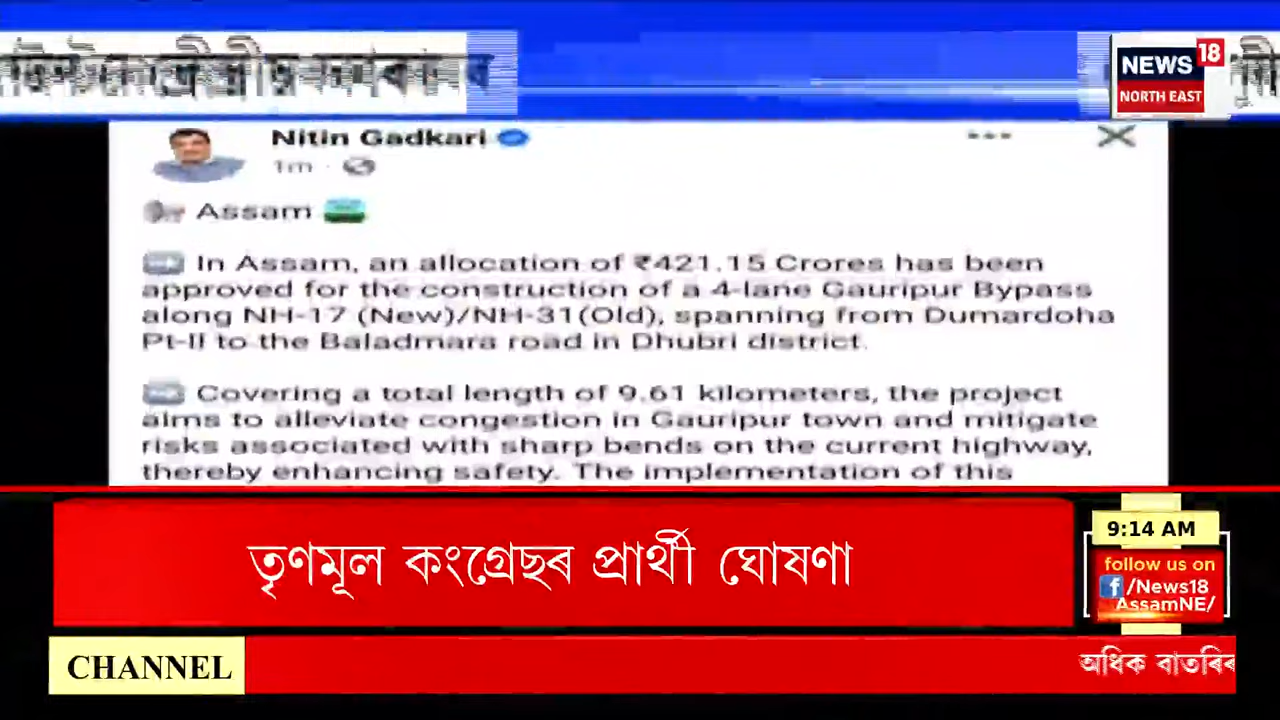 NEWS 18
NORTH EAST
Nitin Gadkari
1m ·
Assam
In Assam, an allocation of ₹421.15 Crores has been
approved for the construction of a 4-lane Gauripur Bypass
along NH-17 (New)/NH-31(Old), spanning from Dumardoha
Pt-II to the Baladmara road in Dhubri district.
Covering a total length of 9.61 kilometers, the project
aims to alleviate congestion in Gauripur town and mitigate
risks associated with sharp bends on the current highway,
thereby enhancing safety. The implementation of this
তৃণমূল কংগ্ৰেছৰ প্ৰাৰ্থী ঘোষণা
9:14 AM
follow us on
/News18
AssamNE/
CHANNEL
অধিক বাতৰিৰ